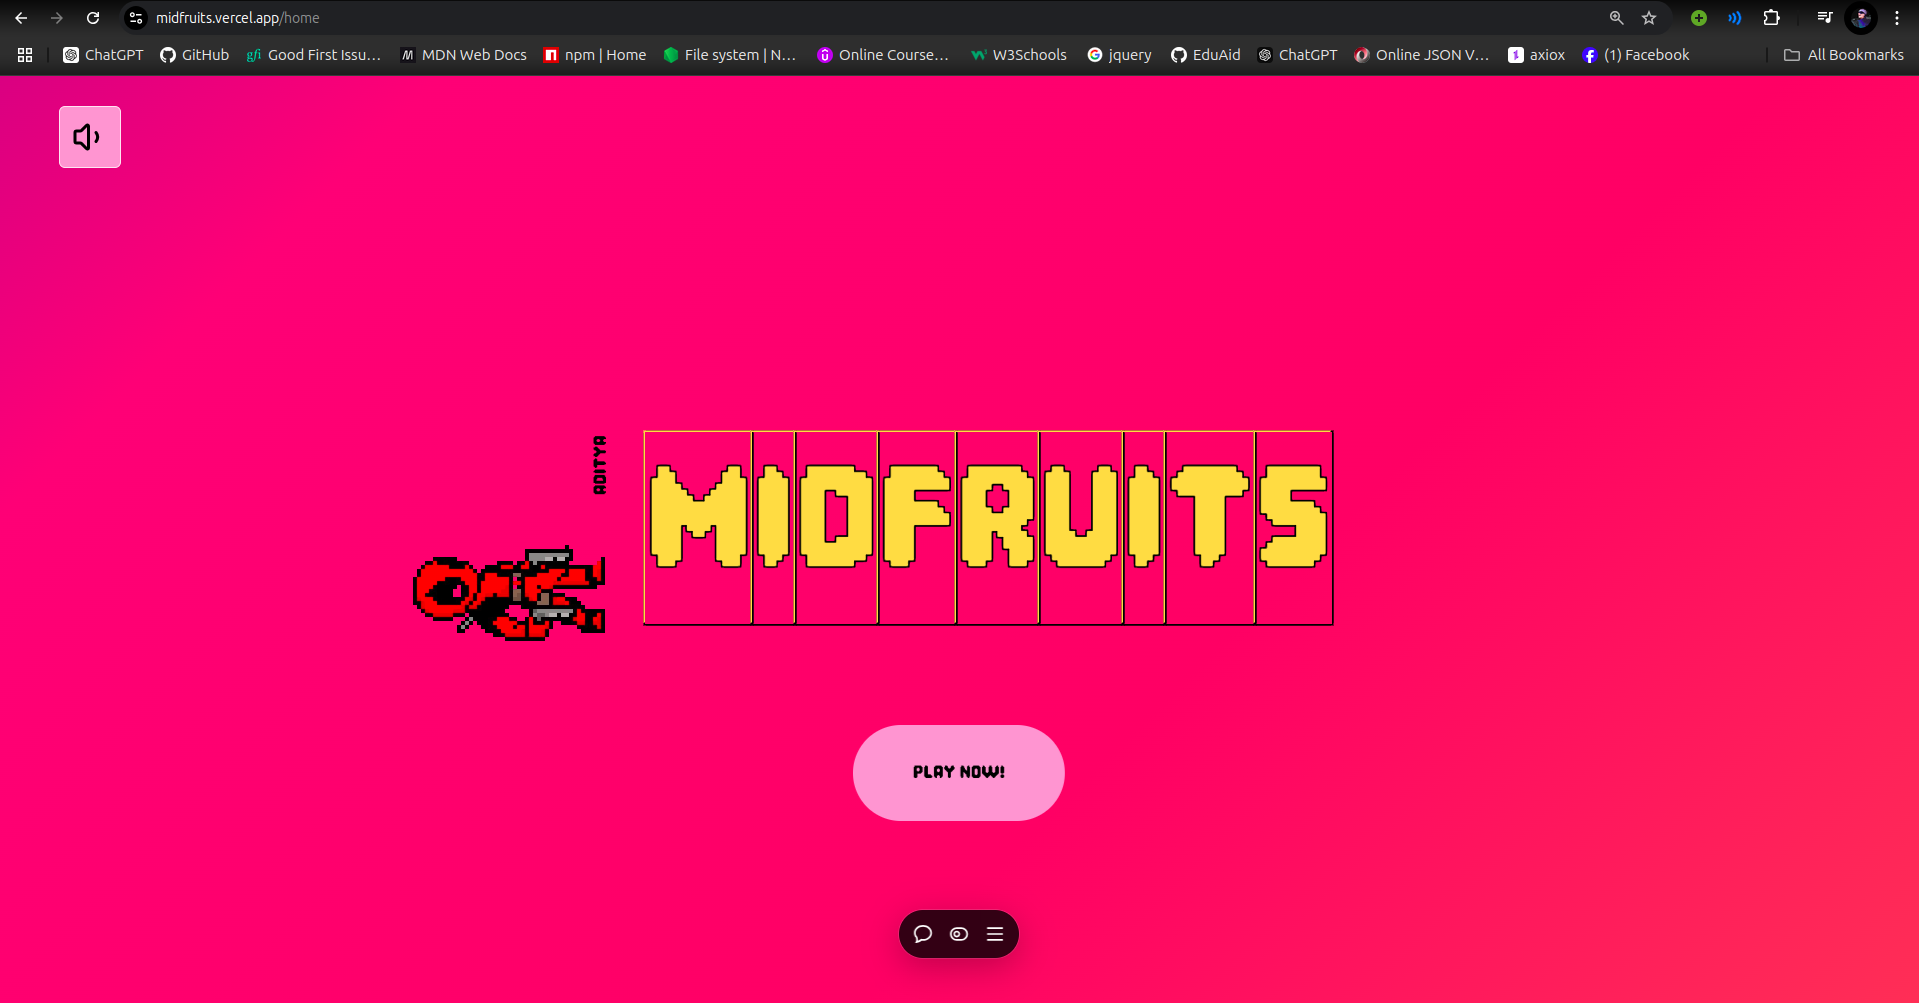 midfruits.vercel.app/home
ChatGPT
GitHub
gfi Good First Issu...
MDN Web Docs
npm | Home
File system | N...
Online Course...
W3Schools
jquery
EduAid
ChatGPT
Online JSON V...
axiox
(1) Facebook
All Bookmarks
ADITYA
MIDFRUITS
PLAY NOW!